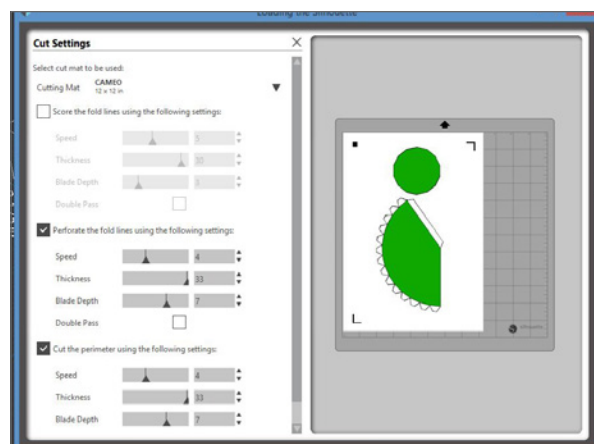 Loading the Silhouette
Cut Settings
Select cut mat to be used:
Cutting Mat CAMEO
12 x 12 in
Score the fold lines using the following settings:
Speed 5
Thickness 30
Blade Depth 3
Double Pass
Perforate the fold lines using the following settings:
Speed 4
Thickness 33
Blade Depth 7
Double Pass
Cut the perimeter using the following settings:
Speed 4
Thickness 33
Blade Depth 7
silhouette